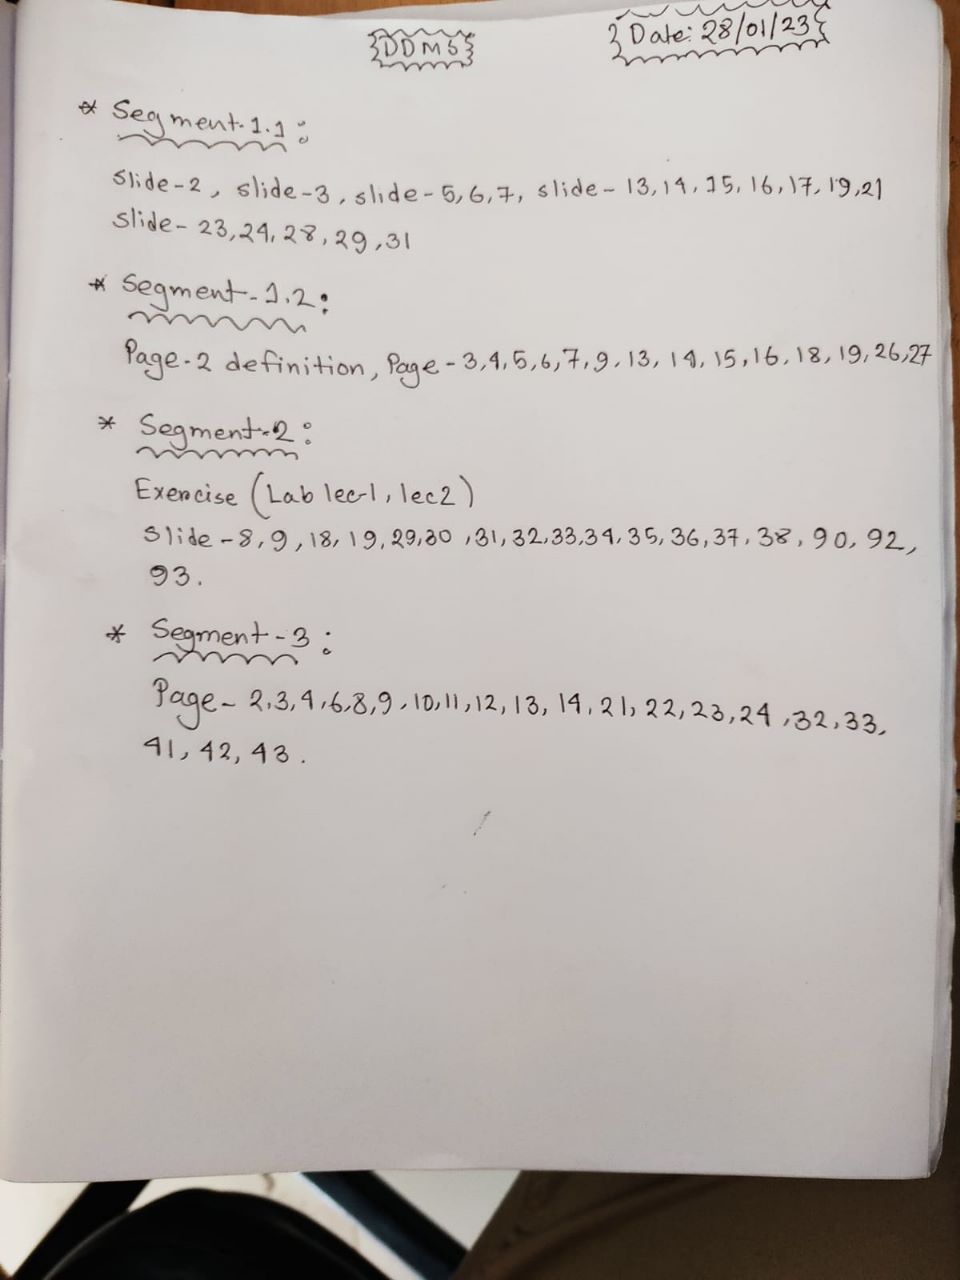 DDMS
Date: 28/01/23
* Segment-1.1:
Slide-2, slide-3, slide-5,6,7, slide-13,14,15,16,17,19,21
Slide-23,24,28,29,31
* Segment-1.2:
Page-2 definition, Page-3,4,5,6,7,9,13,14,15,16,18,19,26,27
* Segment-2:
Exercise (Lab lec-1, lec2)
Slide-8,9,18,19,29,30,31,32,33,34,35,36,37,38,90,92,
93.
* Segment-3:
Page-2,3,4,6,8,9,10,11,12,13,14,21,22,23,24,32,33,
41,42,43.